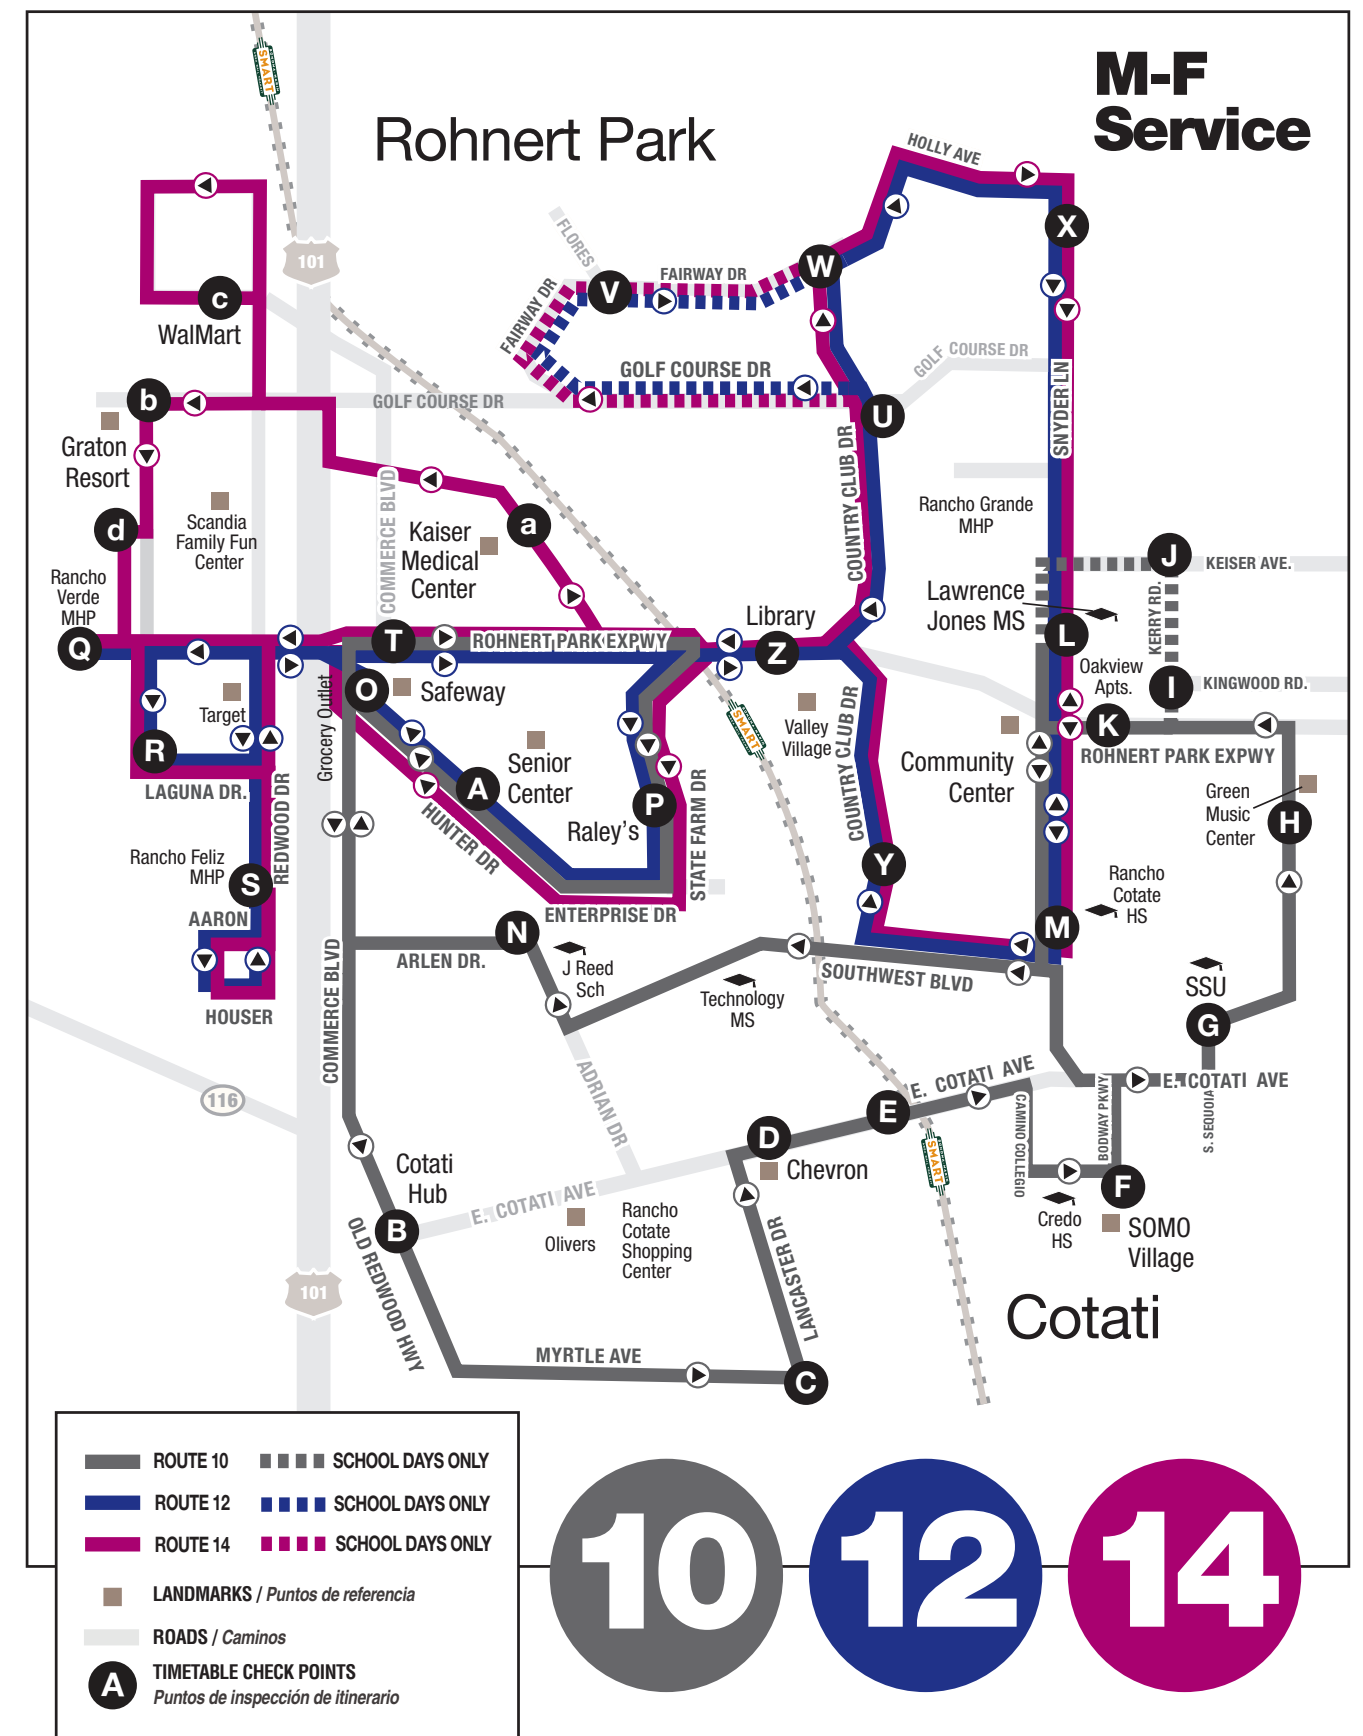 M-F
Service
Rohnert Park
SMART
101
HOLLY AVE
X
FLORES
W
FAIRWAY DR
V
FAIRWAY DR
c
WalMart
GOLF COURSE DR
GOLF COURSE DR
b
GOLF COURSE DR
U
Graton
Resort
SNYDER LN
COUNTRY CLUB DR
COMMERCE BLVD
Scandia
Family Fun
Center
d
Kaiser
Medical
Center
a
Rancho Grande
MHP
J
KEISER AVE.
Rancho
Verde
MHP
Lawrence
Jones MS
KERRY RD.
Library
Q
T
ROHNERT PARK EXPWY
Z
L
Oakview
Apts.
I
KINGWOOD RD.
O
Safeway
Grocery Outlet
Target
SMART
Valley
Village
K
ROHNERT PARK EXPWY
R
LAGUNA DR.
Senior
Center
A
COUNTRY CLUB DR
Community
Center
Green
Music
Center
H
P
Raley's
HUNTER DR
STATE FARM DR
REDWOOD DR
Rancho Feliz
MHP
S
Y
Rancho
Cotate
HS
AARON
ENTERPRISE DR
N
M
ARLEN DR.
J Reed
Sch
SOUTHWEST BLVD
Technology
MS
SSU
G
HOUSER
COMMERCE BLVD
116
ADRIAN DR
E. COTATI AVE
E. COTATI AVE
CAMINO COLLEGIO
BODWAY PKWY
S. SEQUOIA
E
D
Chevron
SMART
Cotati
Hub
B
E. COTATI AVE
F
Credo
HS
SOMO
Village
Olivers
Rancho
Cotate
Shopping
Center
OLD REDWOOD HWY
LANCASTER DR
101
Cotati
MYRTLE AVE
C
ROUTE 10
SCHOOL DAYS ONLY
ROUTE 12
SCHOOL DAYS ONLY
ROUTE 14
SCHOOL DAYS ONLY
LANDMARKS / Puntos de referencia
ROADS / Caminos
A
TIMETABLE CHECK POINTS
Puntos de inspección de itinerario
10
12
14